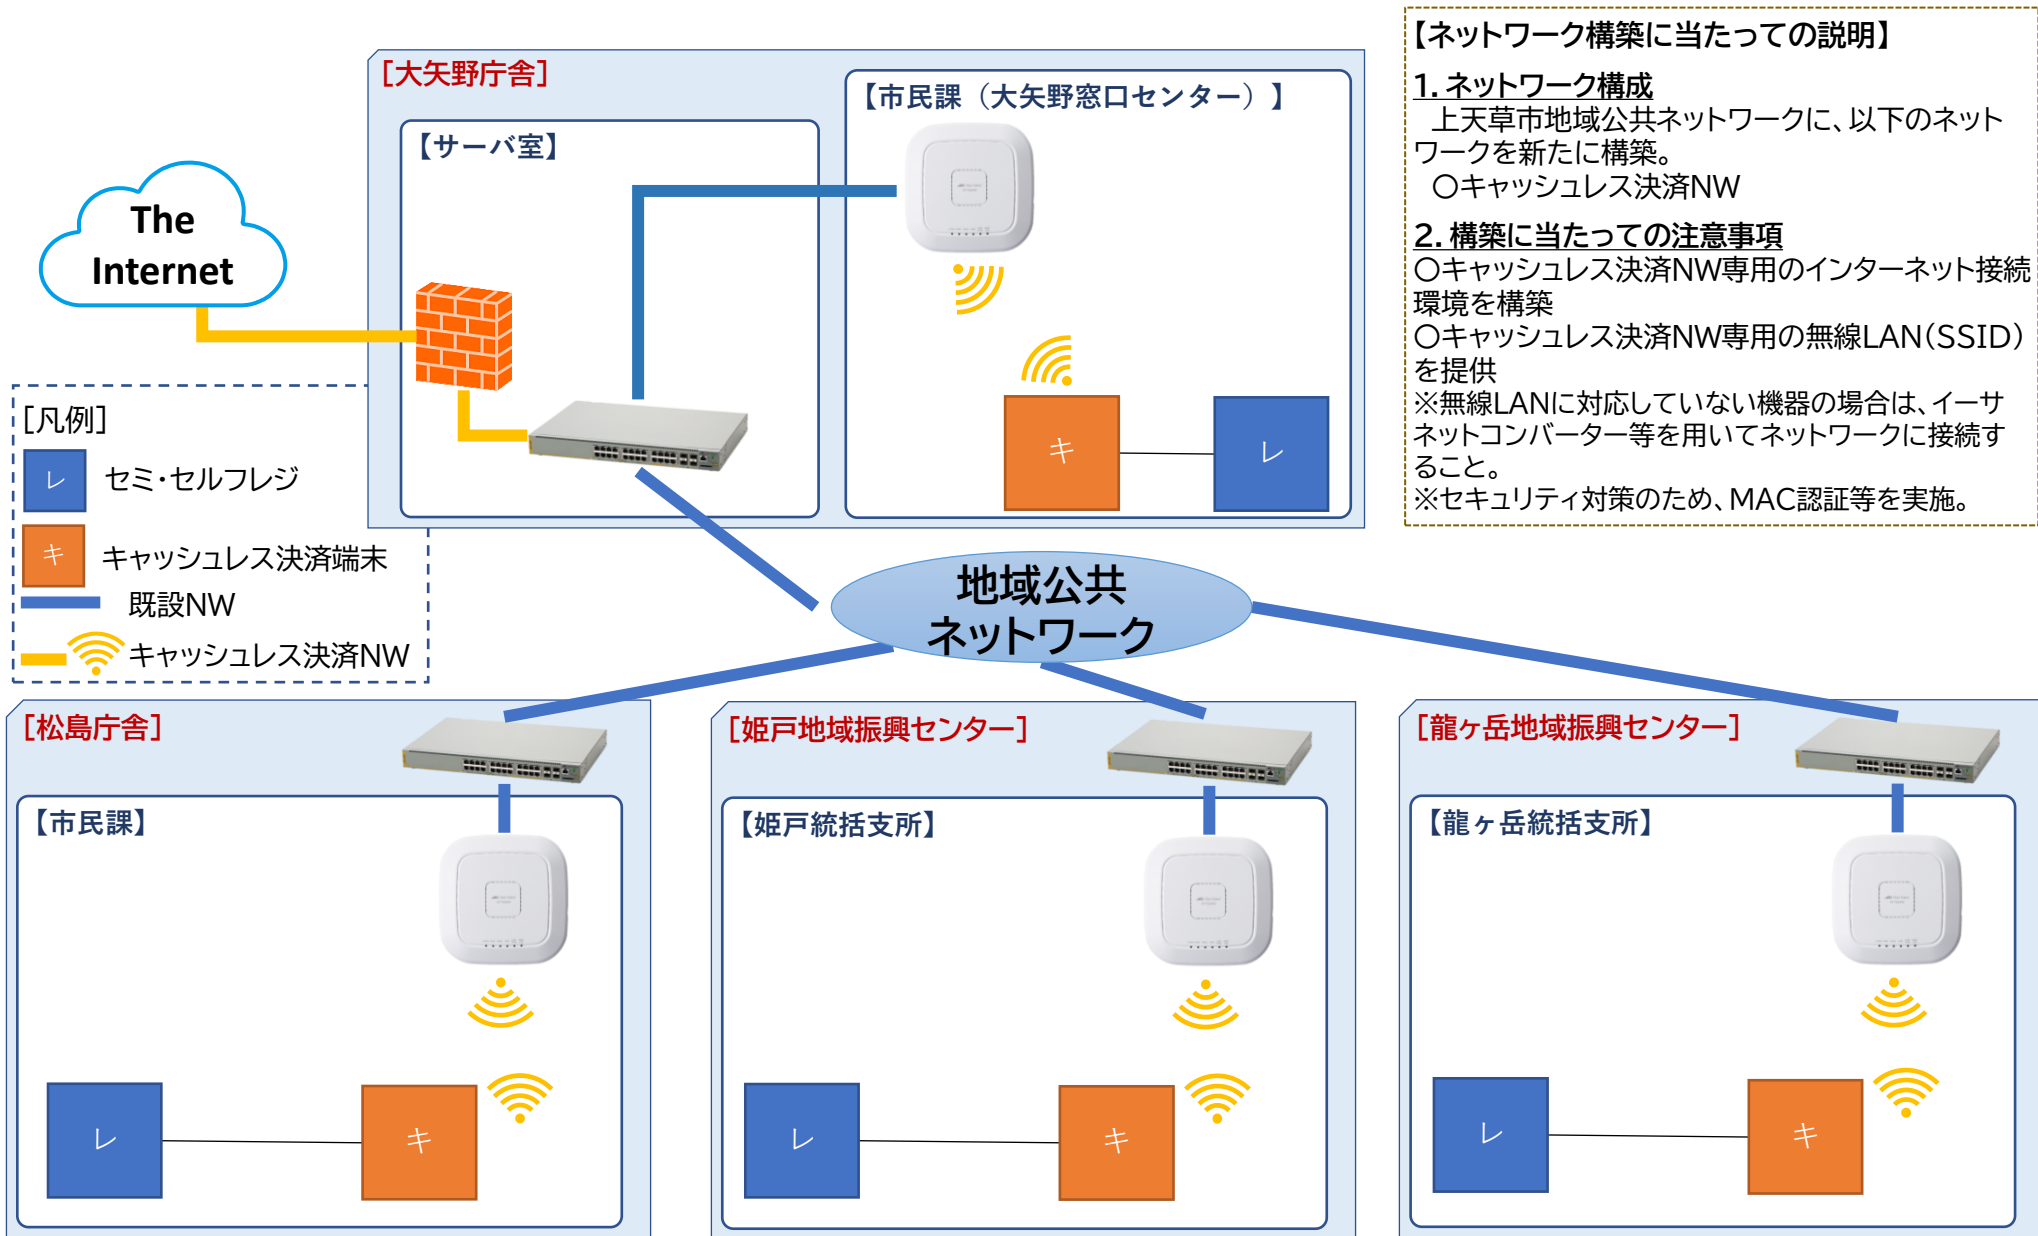 [大矢野庁舎]
【サーバ室】
【市民課（大矢野窓口センター）】
The
Internet
キ
レ
[凡例]
レ
セミ・セルフレジ
キ
キャッシュレス決済端末
既設NW
キャッシュレス決済NW
【ネットワーク構築に当たっての説明】
1. ネットワーク構成
上天草市地域公共ネットワークに、以下のネット
ワークを新たに構築。
〇キャッシュレス決済NW
2. 構築に当たっての注意事項
〇キャッシュレス決済NW専用のインターネット接続
環境を構築
〇キャッシュレス決済NW専用の無線LAN(SSID)
を提供
※無線LANに対応していない機器の場合は、イーサ
ネットコンバーター等を用いてネットワークに接続す
ること。
※セキュリティ対策のため、MAC認証等を実施。
地域公共
ネットワーク
[松島庁舎]
【市民課】
レ
キ
[姫戸地域振興センター]
【姫戸統括支所】
レ
キ
[龍ヶ岳地域振興センター]
【龍ヶ岳統括支所】
レ
キ